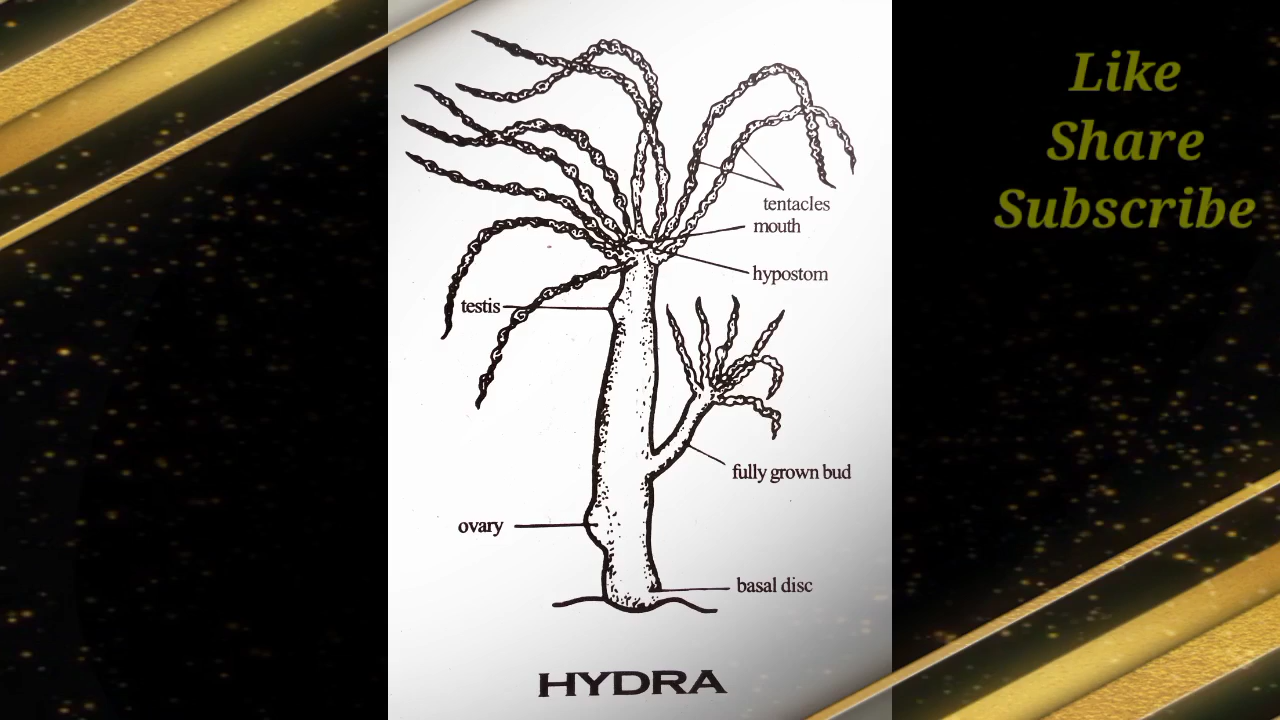 Like
Share
Subscribe
tentacles
mouth
hypostom
testis
fully grown bud
ovary
basal disc
HYDRA